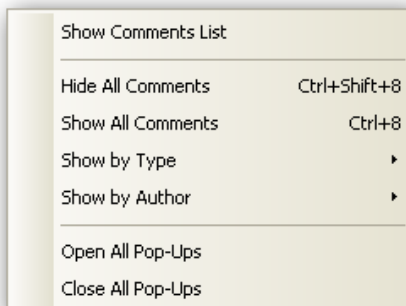 Show Comments List
Hide All Comments Ctrl+Shift+8
Show All Comments Ctrl+8
Show by Type
Show by Author
Open All Pop-Ups
Close All Pop-Ups